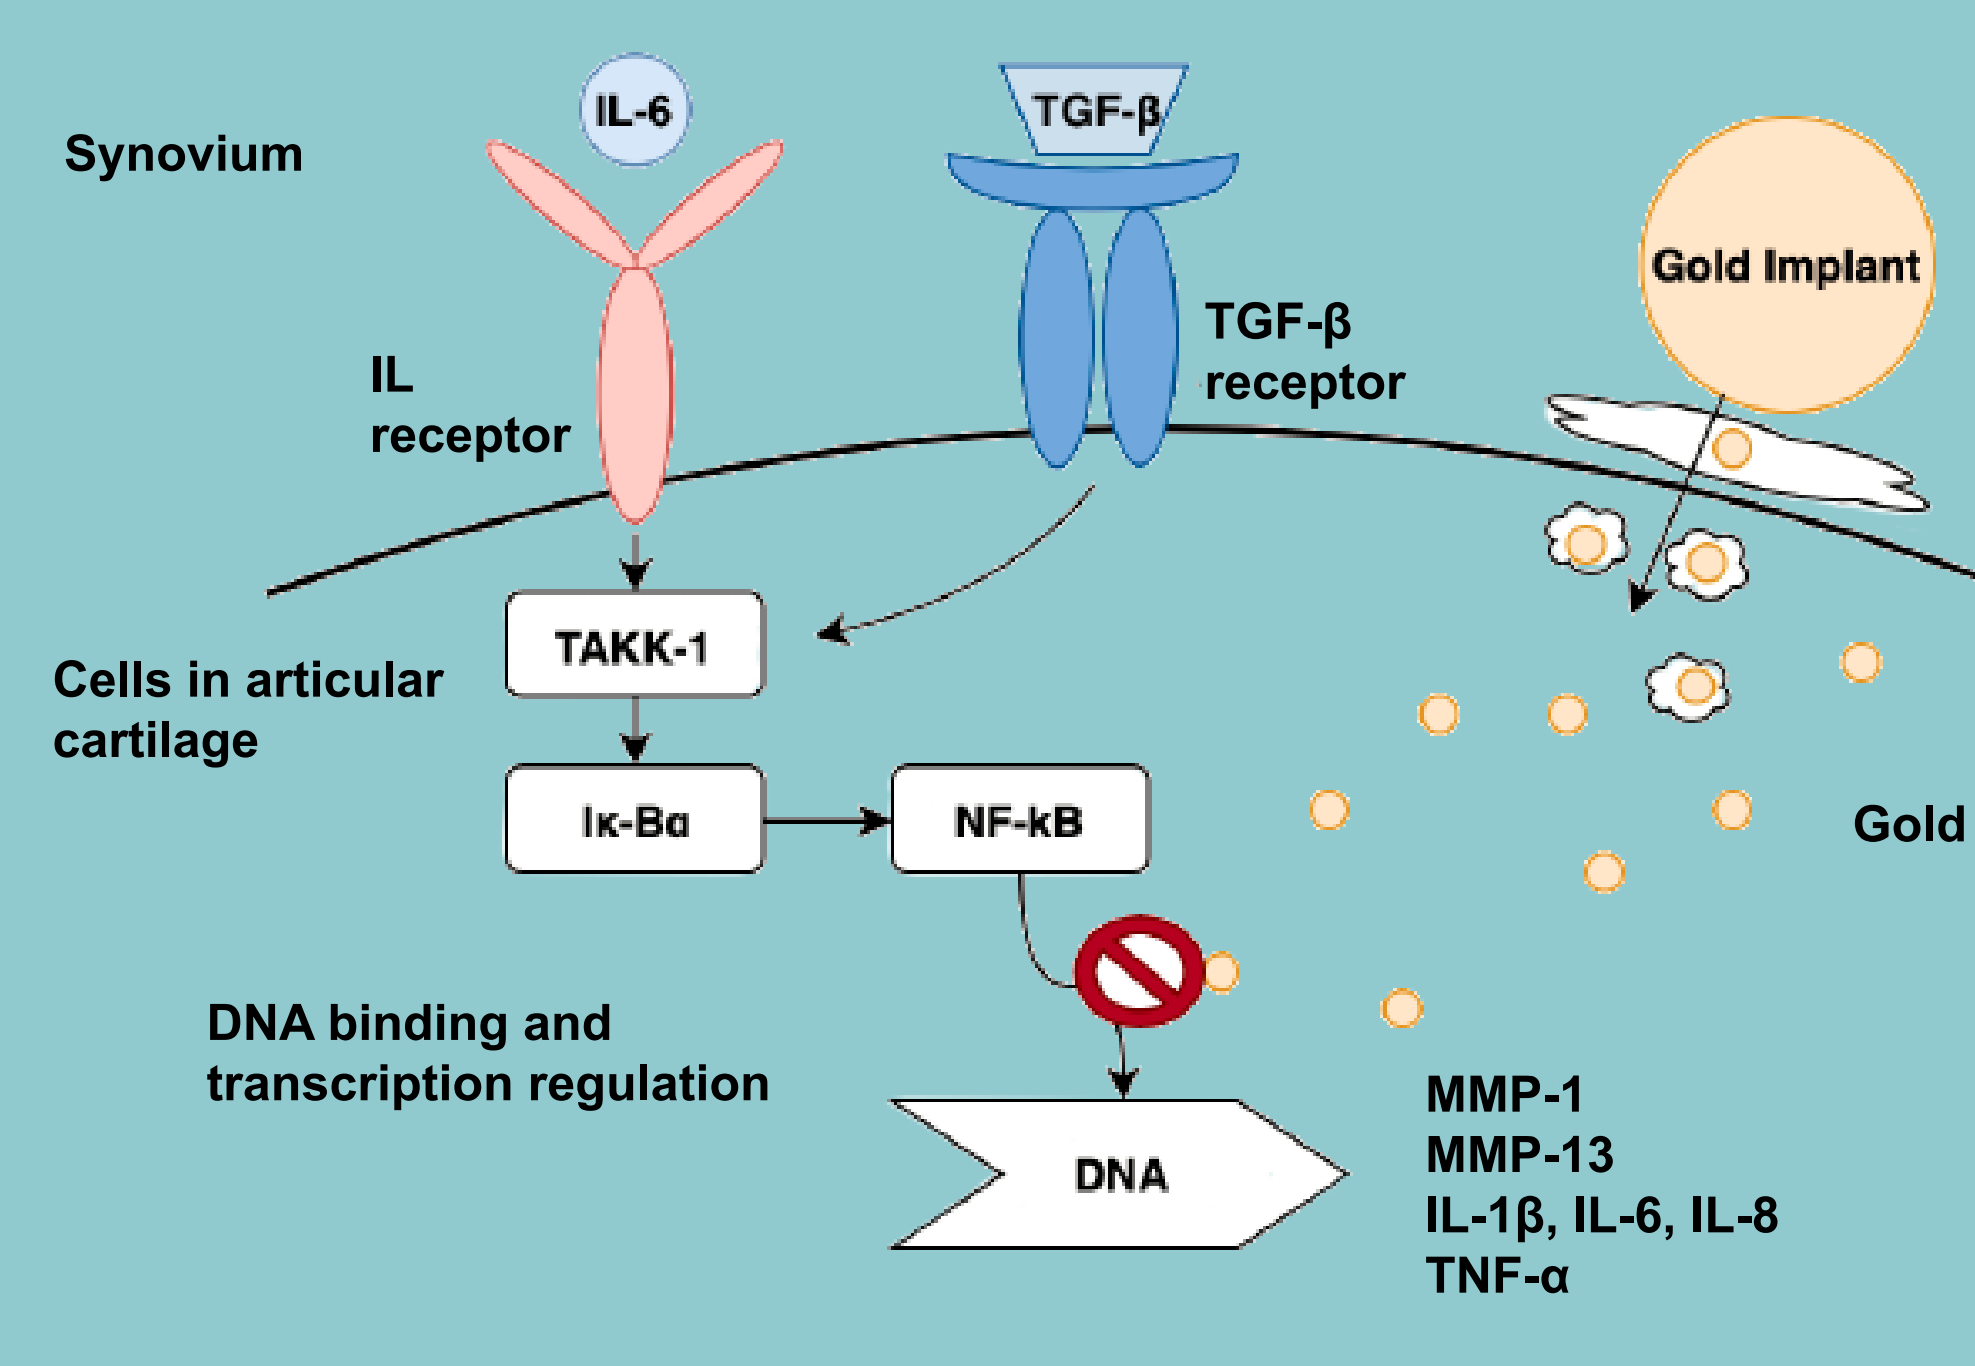 IL-6
TGF-β
Synovium
Gold Implant
TGF-β
receptor
IL
receptor
TAKK-1
Cells in articular
cartilage
Iκ-Bα
NF-kB
Gold
DNA binding and
transcription regulation
DNA
MMP-1
MMP-13
IL-1β, IL-6, IL-8
TNF-α